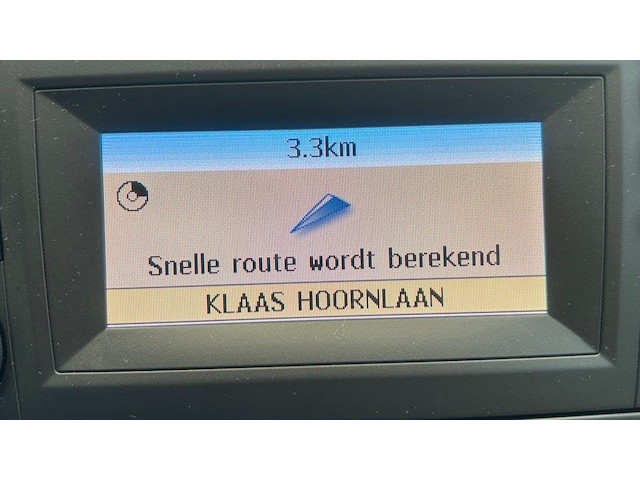 3.3km
Snelle route wordt berekend
KLAAS HOORNLAAN